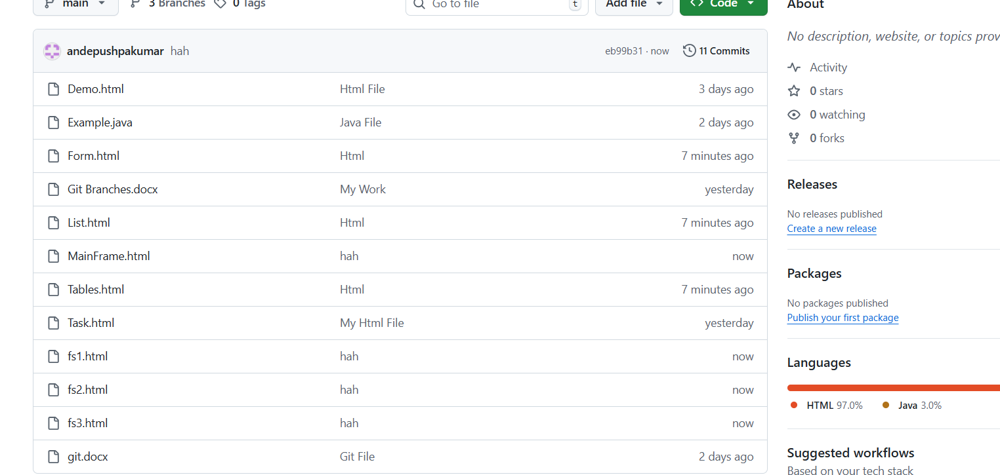 main 3 Branches 0 Tags Go to file t Add file Code
About
andepushpakumar hah eb99b31 · now 11 Commits
No description, website, or topics prov
Demo.html Html File 3 days ago
Example.java Java File 2 days ago
Form.html Html 7 minutes ago
Git Branches.docx My Work yesterday
List.html Html 7 minutes ago
MainFrame.html hah now
Tables.html Html 7 minutes ago
Task.html My Html File yesterday
fs1.html hah now
fs2.html hah now
fs3.html hah now
git.docx Git File 2 days ago
Activity
0 stars
0 watching
0 forks
Releases
No releases published
Create a new release
Packages
No packages published
Publish your first package
Languages
HTML 97.0% Java 3.0%
Suggested workflows
Based on your tech stack